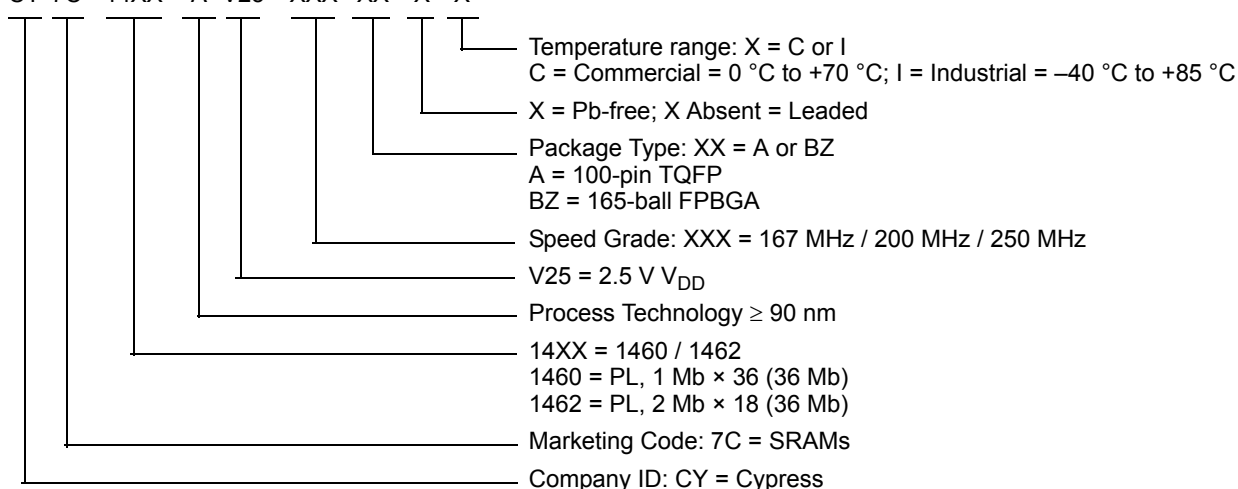 Temperature range: X = C or I
C = Commercial = 0 °C to +70 °C; I = Industrial = –40 °C to +85 °C
X = Pb-free; X Absent = Leaded
Package Type: XX = A or BZ
A = 100-pin TQFP
BZ = 165-ball FPBGA
Speed Grade: XXX = 167 MHz / 200 MHz / 250 MHz
V25 = 2.5 V VDD
Process Technology ≥ 90 nm
14XX = 1460 / 1462
1460 = PL, 1 Mb × 36 (36 Mb)
1462 = PL, 2 Mb × 18 (36 Mb)
Marketing Code: 7C = SRAMs
Company ID: CY = Cypress